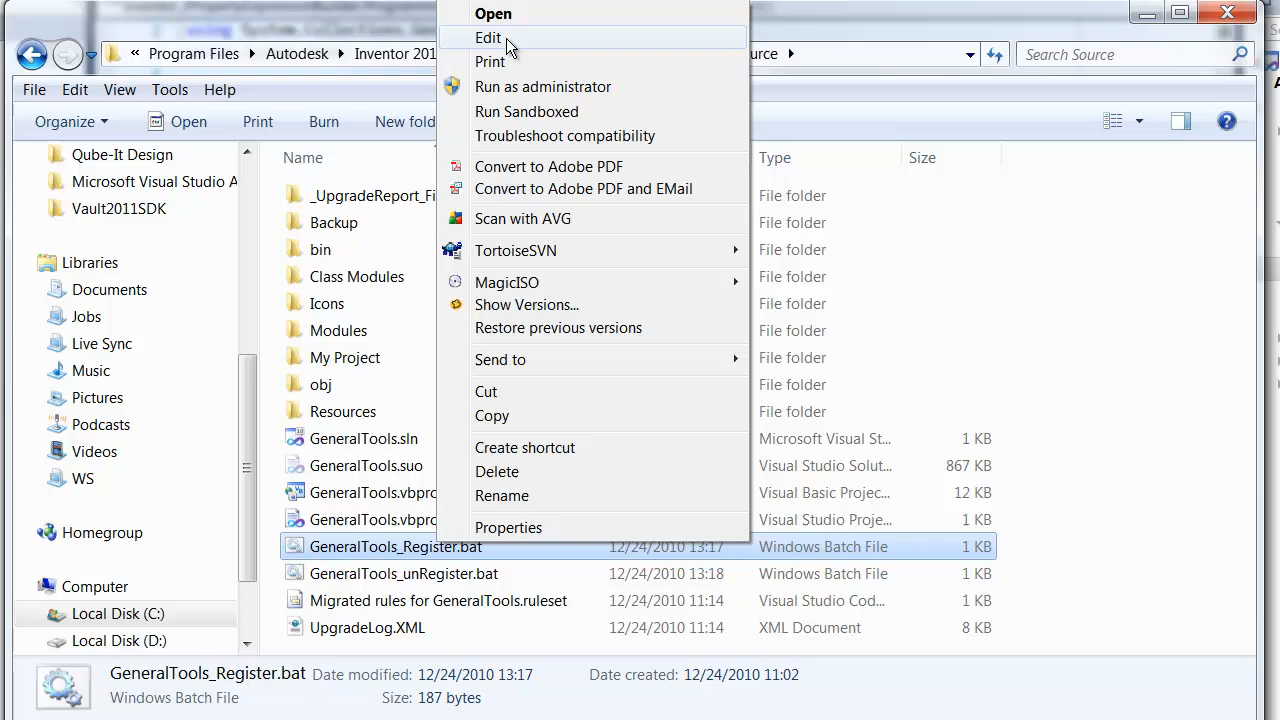 using System.Collections.Gen
Program Files
Autodesk
Inventor 201
ource
Search Source
File
Edit
View
Tools
Help
Organize
Open
Print
Burn
New fold
Qube-It Design
Microsoft Visual Studio A
Vault2011SDK
Libraries
Documents
Jobs
Live Sync
Music
Pictures
Podcasts
Videos
WS
Homegroup
Computer
Local Disk (C:)
Local Disk (D:)
Name
Type
Size
_UpgradeReport_Fi
File folder
Backup
File folder
bin
File folder
Class Modules
File folder
Icons
File folder
Modules
File folder
My Project
File folder
obj
File folder
Resources
File folder
GeneralTools.sln
Microsoft Visual St...
1 KB
GeneralTools.suo
Visual Studio Solut...
867 KB
GeneralTools.vbpro
Visual Basic Projec...
12 KB
GeneralTools.vbpro
Visual Studio Proje...
1 KB
GeneralTools_Register.bat
12/24/2010 13:17
Windows Batch File
1 KB
GeneralTools_unRegister.bat
12/24/2010 13:18
Windows Batch File
1 KB
Migrated rules for GeneralTools.ruleset
12/24/2010 11:14
Visual Studio Cod...
1 KB
UpgradeLog.XML
12/24/2010 11:14
XML Document
8 KB
Open
Edit
Print
Run as administrator
Run Sandboxed
Troubleshoot compatibility
Convert to Adobe PDF
Convert to Adobe PDF and EMail
Scan with AVG
TortoiseSVN
MagicISO
Show Versions...
Restore previous versions
Send to
Cut
Copy
Create shortcut
Delete
Rename
Properties
GeneralTools_Register.bat
Date modified: 12/24/2010 13:17
Date created: 12/24/2010 11:02
Windows Batch File
Size: 187 bytes